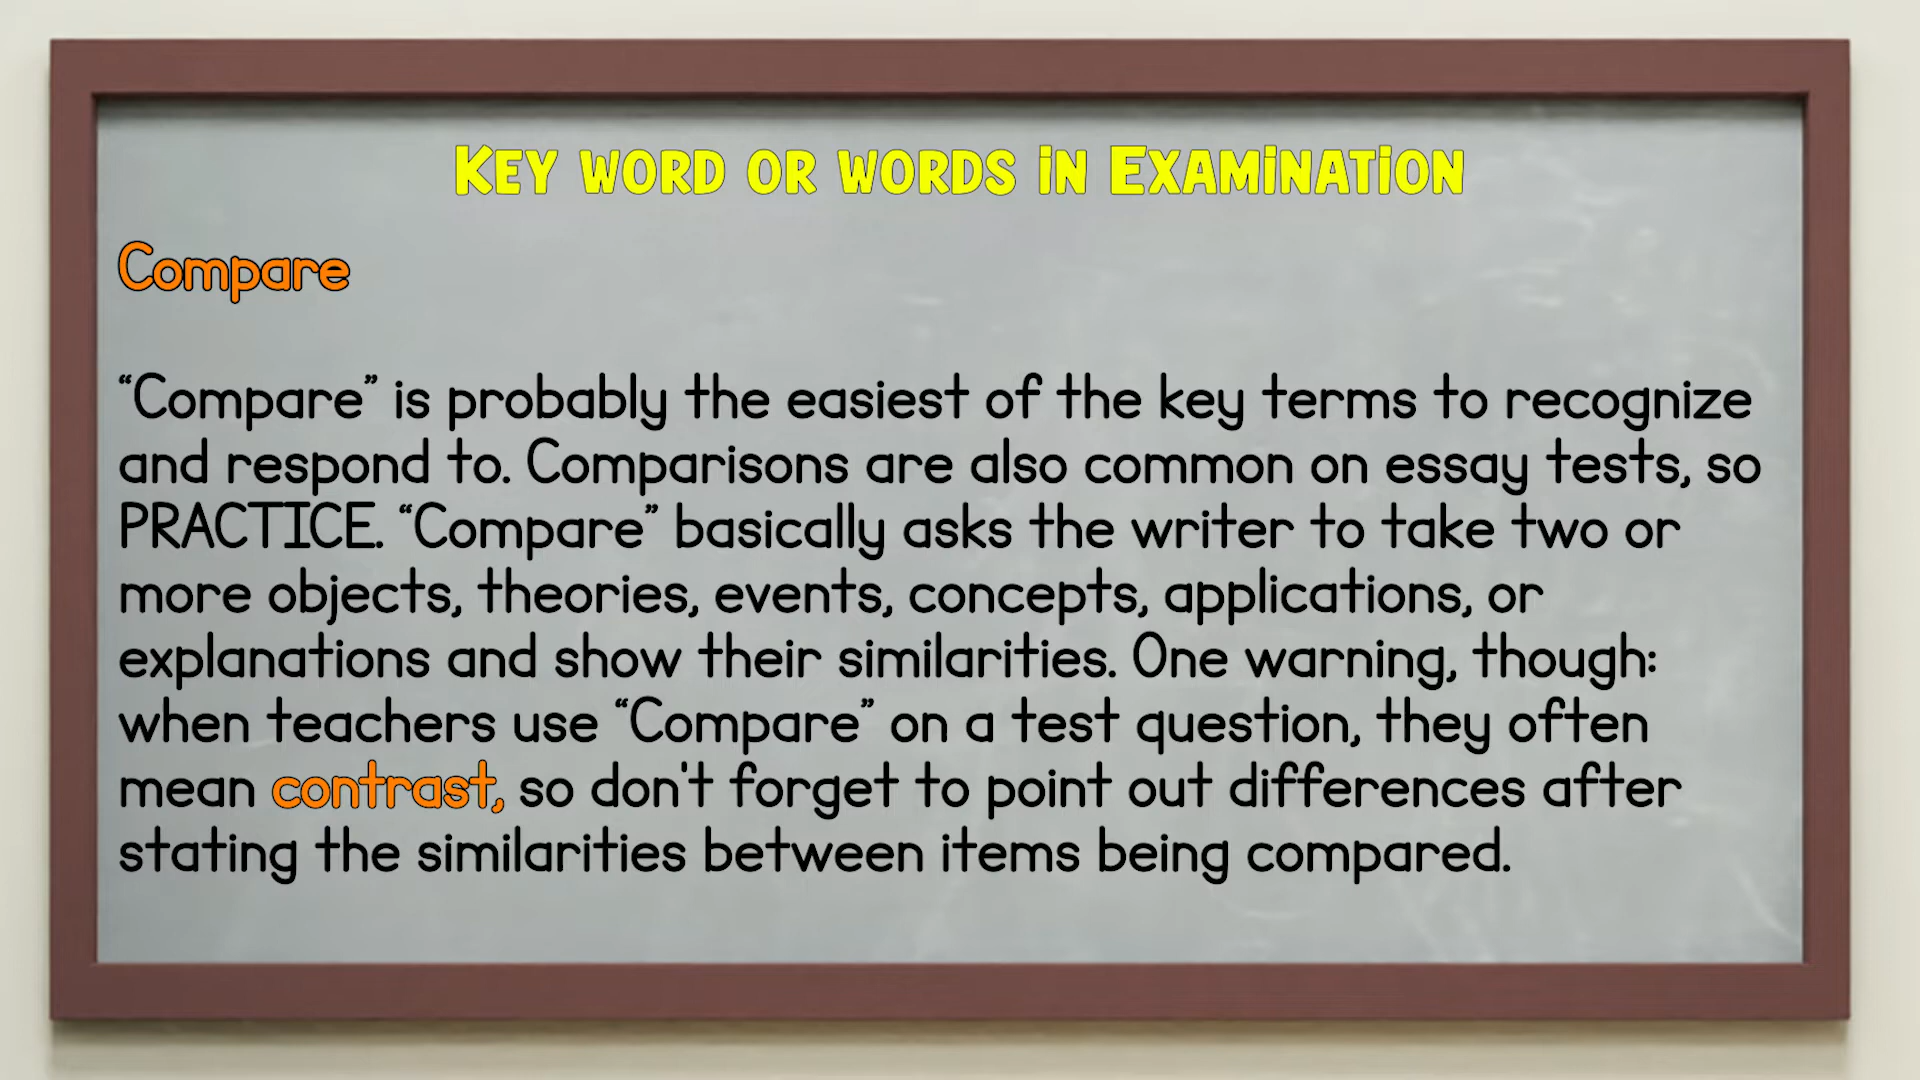 Key word or words in Examination
Compare
“Compare” is probably the easiest of the key terms to recognize
and respond to. Comparisons are also common on essay tests, so
PRACTICE. “Compare” basically asks the writer to take two or
more objects, theories, events, concepts, applications, or
explanations and show their similarities. One warning, though:
when teachers use “Compare” on a test question, they often
mean contrast, so don't forget to point out differences after
stating the similarities between items being compared.